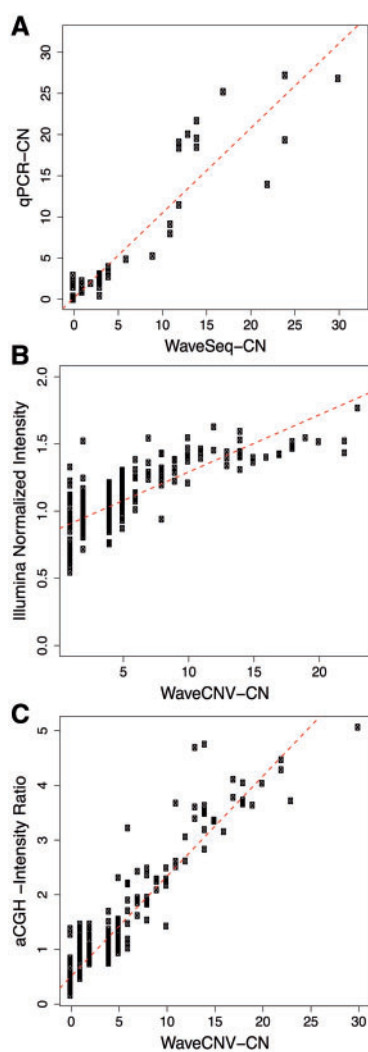 A
qPCR-CN
30
25
20
15
10
5
0
0 5 10 15 20 25 30
WaveSeq-CN
B
Illumina Normalized Intensity
2.0
1.5
1.0
0.5
0.0
0 5 10 15 20
WaveCNV-CN
C
aCGH -Intensity Ratio
5
4
3
2
1
0
0 5 10 15 20 25 30
WaveCNV-CN